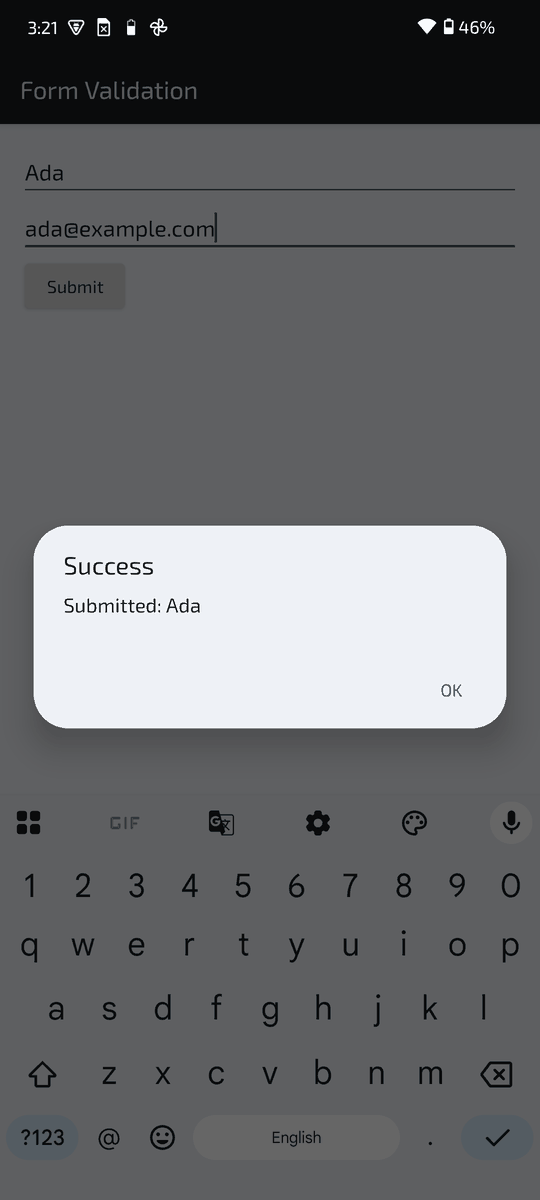 3:21 46%
Form Validation
Ada
ada@example.com
Submit
Success
Submitted: Ada
OK
GIF
1 2 3 4 5 6 7 8 9 0
q w e r t y u i o p
a s d f g h j k l
z x c v b n m
?123 @ English .